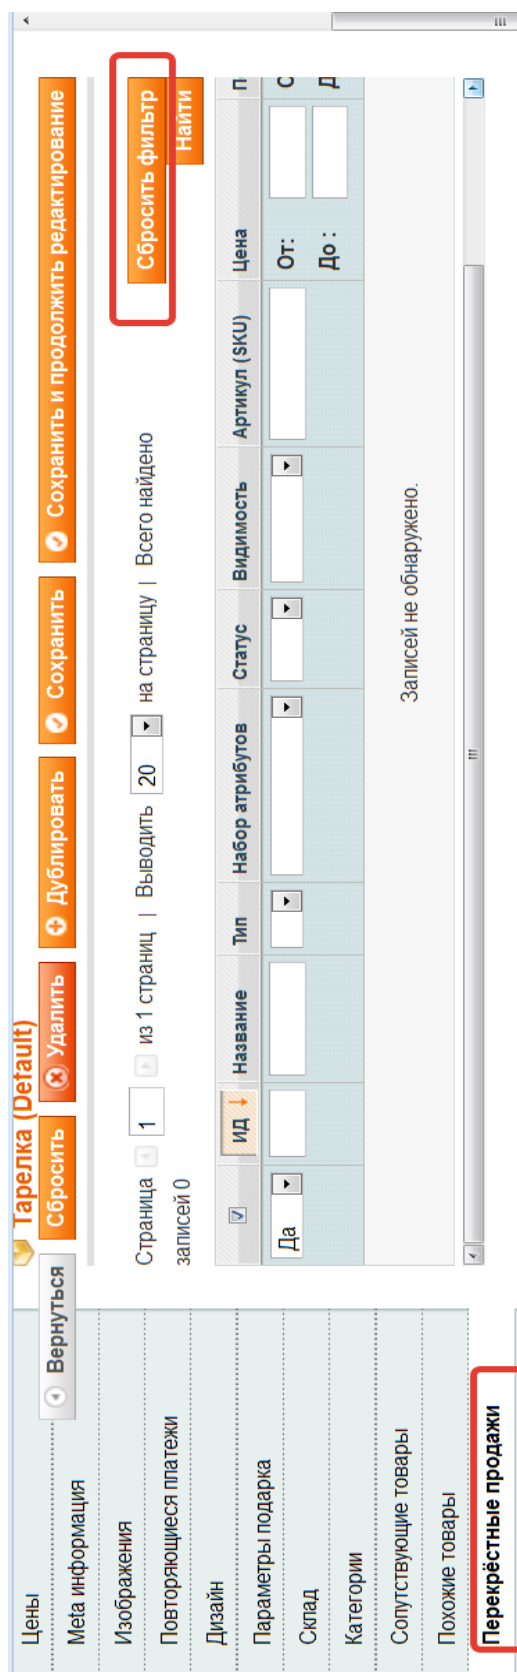 Цены
Meta информация
Изображения
Повторяющиеся платежи
Дизайн
Параметры подарка
Склад
Категории
Сопутствующие товары
Похожие товары
Перекрёстные продажи
Тарелка (Default)
Вернуться Сбросить Удалить Дублировать Сохранить Сохранить и продолжить редактирование
Страница 1 из 1 страниц | Выводить 20 на страницу | Всего найдено
записей 0
Сбросить фильтр
Найти
ИД Название Тип Набор атрибутов Статус Видимость Артикул (SKU) Цена
Да От:
До :
Записей не обнаружено.